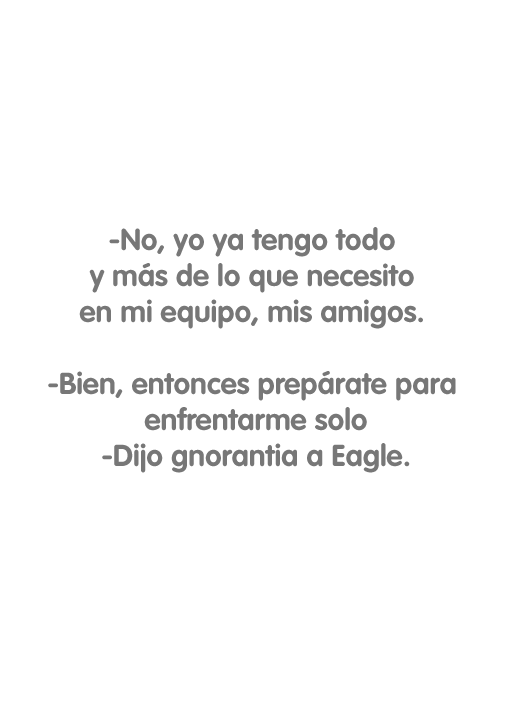 -No, yo ya tengo todo
y más de lo que necesito
en mi equipo, mis amigos.
-Bien, entonces prepárate para
enfrentarme solo
-Dijo gnorantia a Eagle.